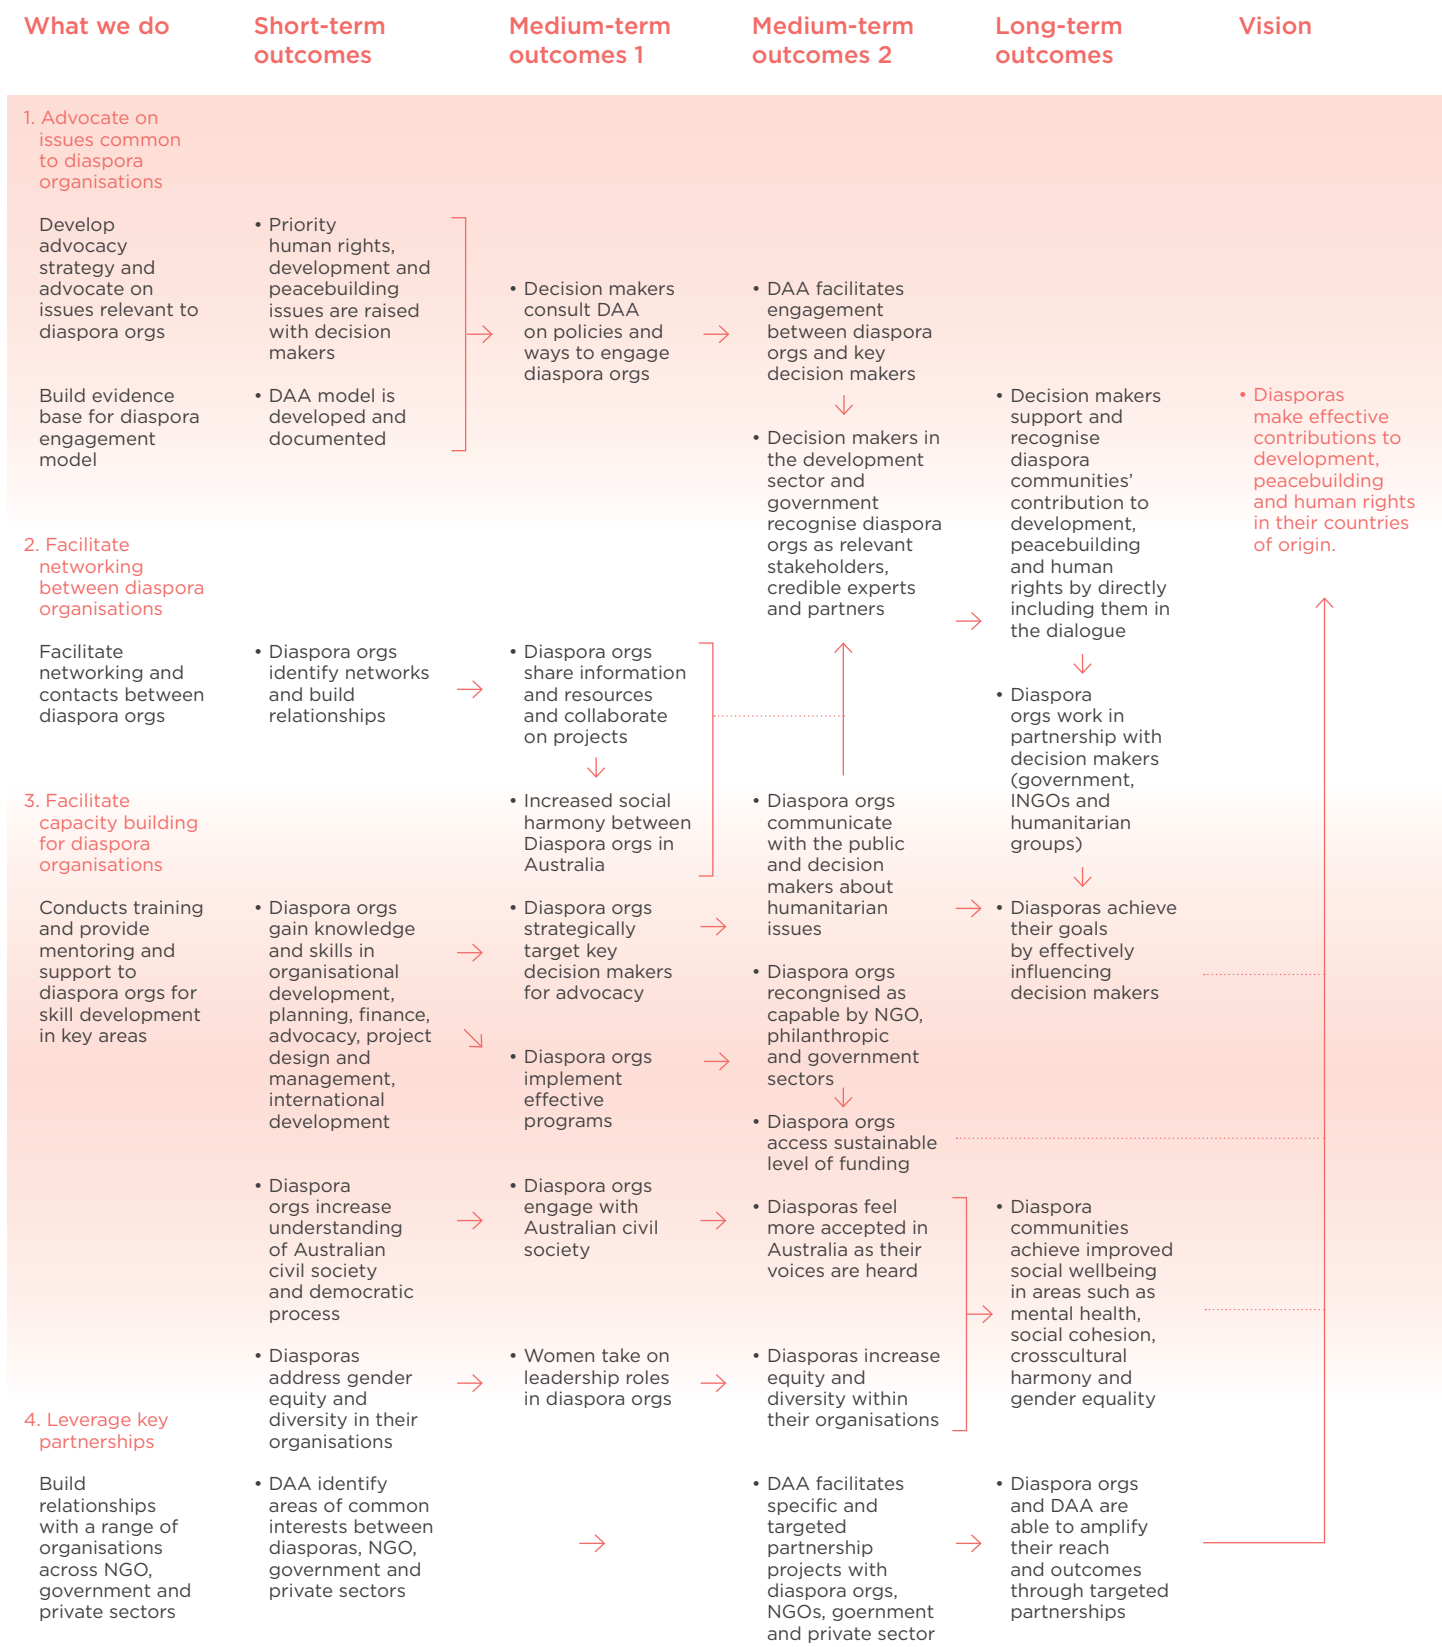 What we do
Short-term
outcomes
Medium-term
outcomes 1
Medium-term
outcomes 2
Long-term
outcomes
Vision
1. Advocate on
issues common
to diaspora
organisations
Develop
advocacy
strategy and
advocate on
issues relevant to
diaspora orgs
• Priority
human rights,
development and
peacebuilding
issues are raised
with decision
makers
• Decision makers
consult DAA
on policies and
ways to engage
diaspora orgs
• DAA facilitates
engagement
between diaspora
orgs and key
decision makers
Build evidence
base for diaspora
engagement
model
• DAA model is
developed and
documented
• Decision makers in
the development
sector and
government
recognise diaspora
orgs as relevant
stakeholders,
credible experts
and partners
• Decision makers
support and
recognise
diaspora
communities'
contribution to
development,
peacebuilding
and human
rights by directly
including them in
the dialogue
• Diasporas
make effective
contributions to
development,
peacebuilding
and human rights
in their countries
of origin.
2. Facilitate
networking
between diaspora
organisations
Facilitate
networking and
contacts between
diaspora orgs
• Diaspora orgs
identify networks
and build
relationships
• Diaspora orgs
share information
and resources
and collaborate
on projects
• Diaspora
orgs work in
partnership with
decision makers
(government,
INGOs and
humanitarian
groups)
3. Facilitate
capacity building
for diaspora
organisations
• Increased social
harmony between
Diaspora orgs in
Australia
• Diaspora orgs
communicate
with the public
and decision
makers about
humanitarian
issues
Conducts training
and provide
mentoring and
support to
diaspora orgs for
skill development
in key areas
• Diaspora orgs
gain knowledge
and skills in
organisational
development,
planning, finance,
advocacy, project
design and
management,
international
development
• Diaspora orgs
strategically
target key
decision makers
for advocacy
• Diasporas achieve
their goals
by effectively
influencing
decision makers
• Diaspora orgs
recongnised as
capable by NGO,
philanthropic
and government
sectors
• Diaspora orgs
implement
effective
programs
• Diaspora orgs
access sustainable
level of funding
• Diaspora
orgs increase
understanding
of Australian
civil society
and democratic
process
• Diaspora orgs
engage with
Australian civil
society
• Diasporas feel
more accepted in
Australia as their
voices are heard
• Diaspora
communities
achieve improved
social wellbeing
in areas such as
mental health,
social cohesion,
crosscultural
harmony and
gender equality
• Diasporas
address gender
equity and
diversity in their
organisations
• Women take on
leadership roles
in diaspora orgs
• Diasporas increase
equity and
diversity within
their organisations
4. Leverage key
partnerships
Build
relationships
with a range of
organisations
across NGO,
government and
private sectors
• DAA identify
areas of common
interests between
diasporas, NGO,
government and
private sectors
• DAA facilitates
specific and
targeted
partnership
projects with
diaspora orgs,
NGOs, goernment
and private sector
• Diaspora orgs
and DAA are
able to amplify
their reach
and outcomes
through targeted
partnerships